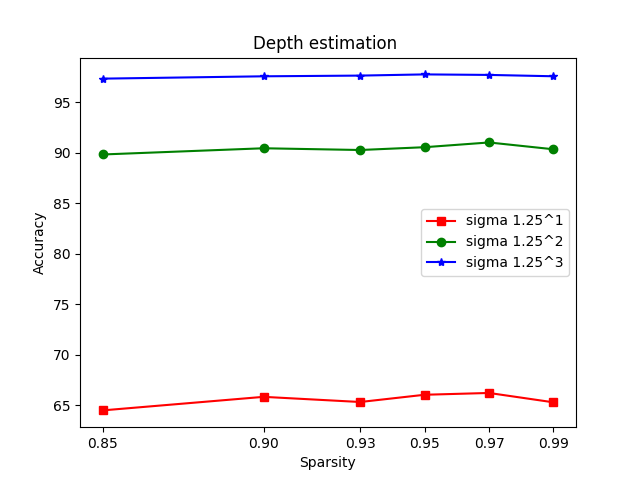 Depth estimation
Accuracy
95
90
85
80
75
70
65
sigma 1.25^1
sigma 1.25^2
sigma 1.25^3
0.85 0.90 0.93 0.95 0.97 0.99
Sparsity